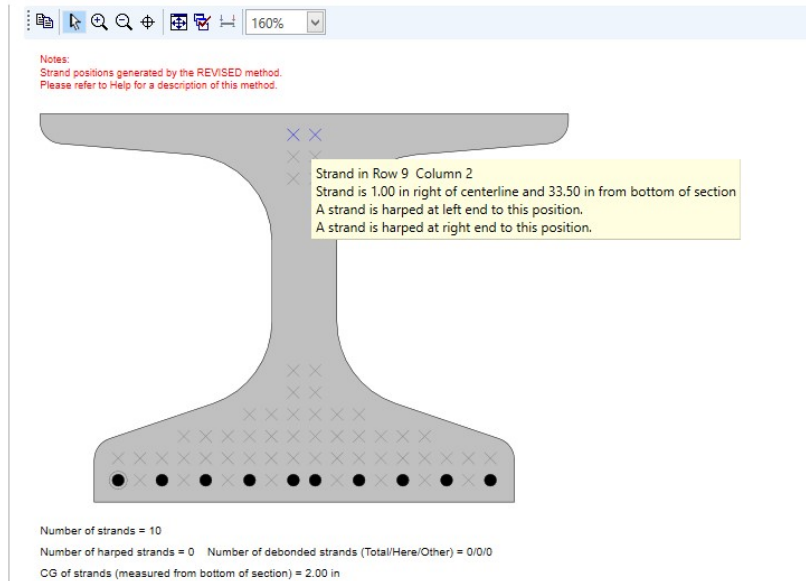 160%
Notes:
Strand positions generated by the REVISED method.
Please refer to Help for a description of this method.
Strand in Row 9 Column 2
Strand is 1.00 in right of centerline and 33.50 in from bottom of section
A strand is harped at left end to this position.
A strand is harped at right end to this position.
Number of strands = 10
Number of harped strands = 0 Number of debonded strands (Total/Here/Other) = 0/0/0
CG of strands (measured from bottom of section) = 2.00 in